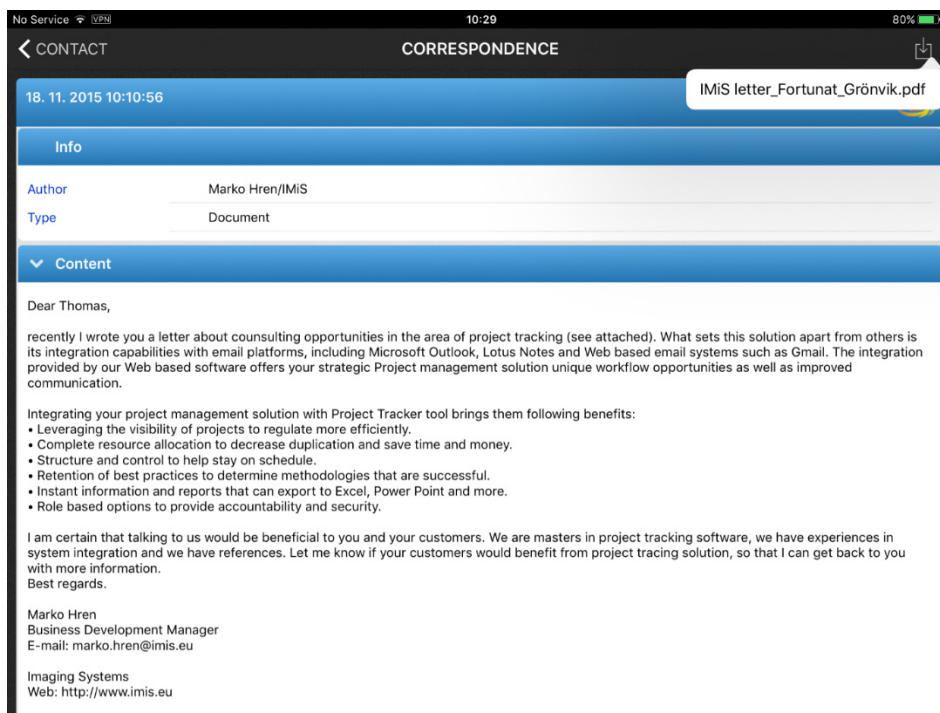 No Service VPN 10:29 80%
CONTACT CORRESPONDENCE
IMiS letter_Fortunat_Grönvik.pdf
18. 11. 2015 10:10:56
Info
Author Marko Hren/IMiS
Type Document
Content
Dear Thomas,
recently I wrote you a letter about counsulting opportunities in the area of project tracking (see attached). What sets this solution apart from others is
its integration capabilities with email platforms, including Microsoft Outlook, Lotus Notes and Web based email systems such as Gmail. The integration
provided by our Web based software offers your strategic Project management solution unique workflow opportunities as well as improved
communication.
Integrating your project management solution with Project Tracker tool brings them following benefits:
• Leveraging the visibility of projects to regulate more efficiently.
• Complete resource allocation to decrease duplication and save time and money.
• Structure and control to help stay on schedule.
• Retention of best practices to determine methodologies that are successful.
• Instant information and reports that can export to Excel, Power Point and more.
• Role based options to provide accountability and security.
I am certain that talking to us would be beneficial to you and your customers. We are masters in project tracking software, we have experiences in
system integration and we have references. Let me know if your customers would benefit from project tracing solution, so that I can get back to you
with more information.
Best regards.
Marko Hren
Business Development Manager
E-mail: marko.hren@imis.eu
Imaging Systems
Web: http://www.imis.eu